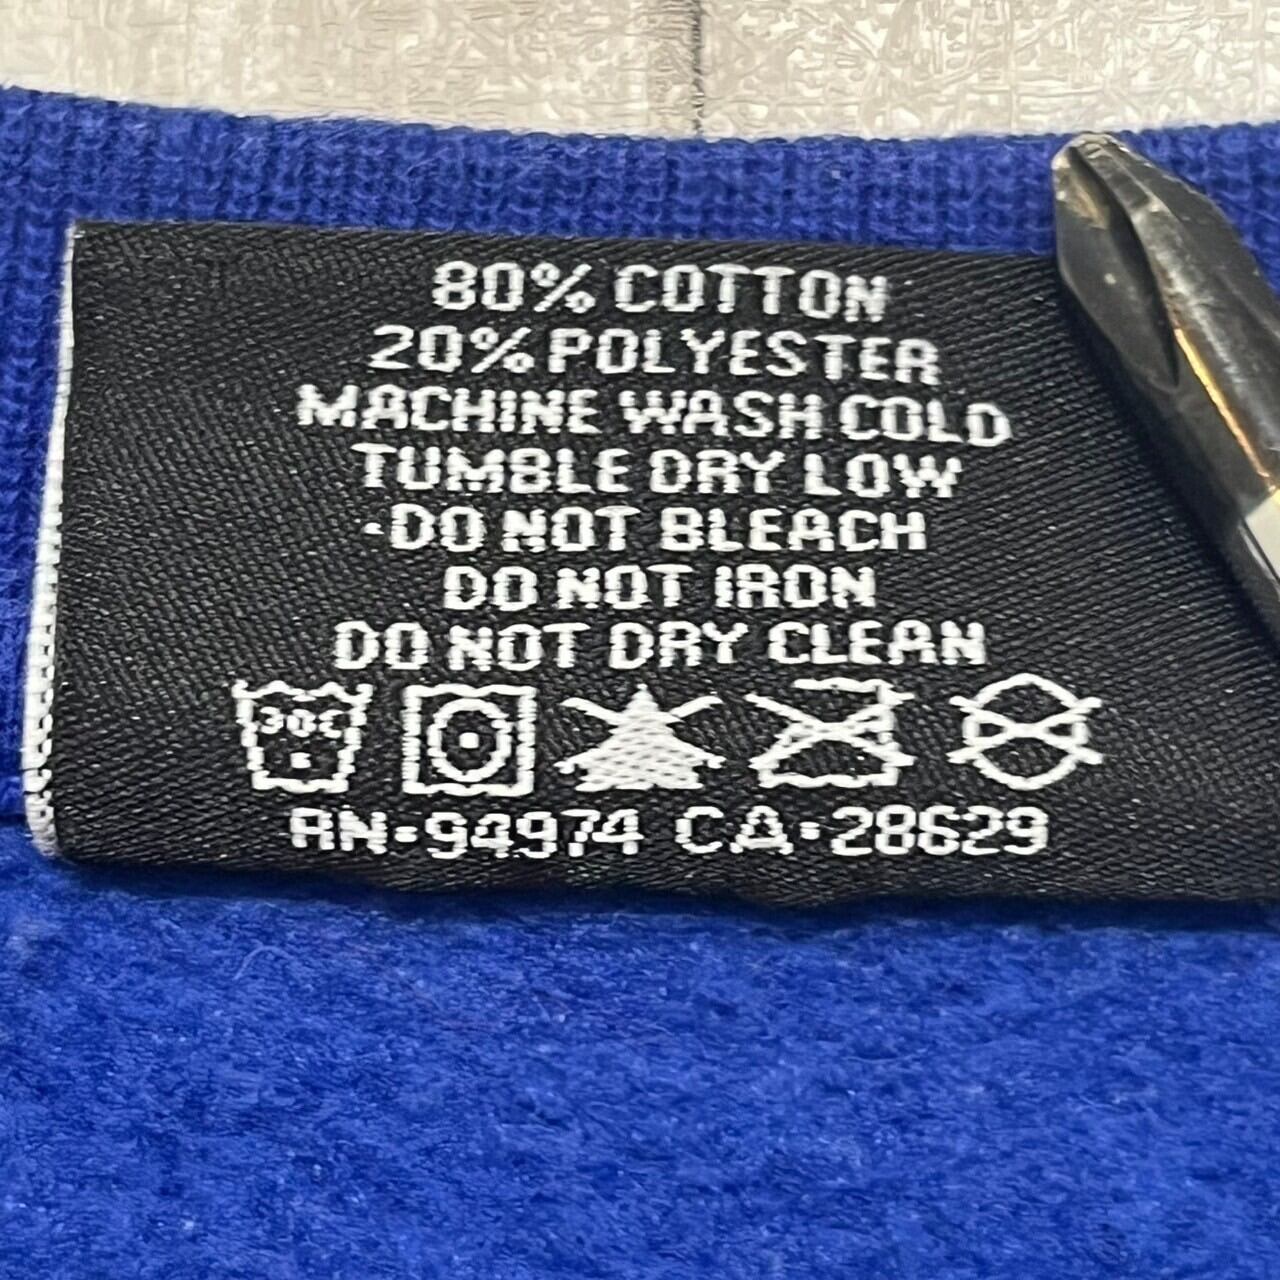 80% COTTON
20% POLYESTER
MACHINE WASH COLD
TUMBLE DRY LOW
DO NOT BLEACH
DO NOT IRON
DO NOT DRY CLEAN
30C
RN·94974 CA·28629